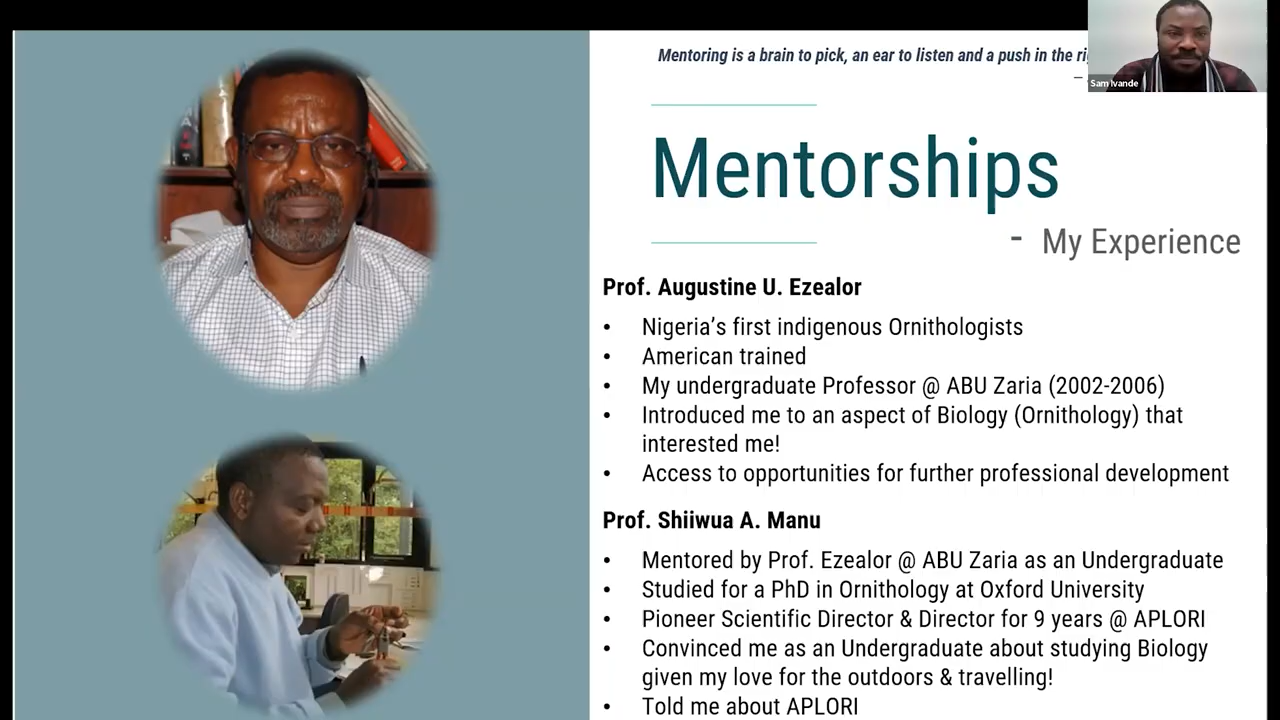 Mentoring is a brain to pick, an ear to listen and a push in the
–
Sam Ivande
Mentorships
- My Experience
Prof. Augustine U. Ezealor
• Nigeria’s first indigenous Ornithologists
• American trained
• My undergraduate Professor @ ABU Zaria (2002-2006)
• Introduced me to an aspect of Biology (Ornithology) that
interested me!
• Access to opportunities for further professional development
Prof. Shiiwua A. Manu
• Mentored by Prof. Ezealor @ ABU Zaria as an Undergraduate
• Studied for a PhD in Ornithology at Oxford University
• Pioneer Scientific Director & Director for 9 years @ APLORI
• Convinced me as an Undergraduate about studying Biology
given my love for the outdoors & travelling!
• Told me about APLORI